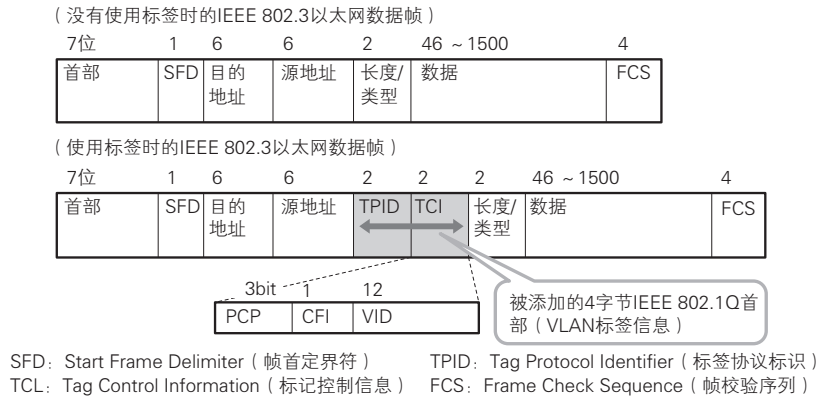 （没有使用标签时的IEEE 802.3以太网数据帧）
7位 1 6 6 2 46 ~1500 4
首部 SFD 目的地址 源地址 长度/类型 数据 FCS
（使用标签时的IEEE 802.3以太网数据帧）
7位 1 6 6 2 2 2 46 ~1500 4
首部 SFD 目的地址 源地址 TPID TCI 长度/类型 数据 FCS
3bit 1 12
PCP CFI VID
被添加的4字节IEEE 802.1Q首
部（VLAN标签信息）
SFD：Start Frame Delimiter（帧首定界符） TPID：Tag Protocol Identifier（标签协议标识）
TCL：Tag Control Information（标记控制信息） FCS：Frame Check Sequence（帧校验序列）